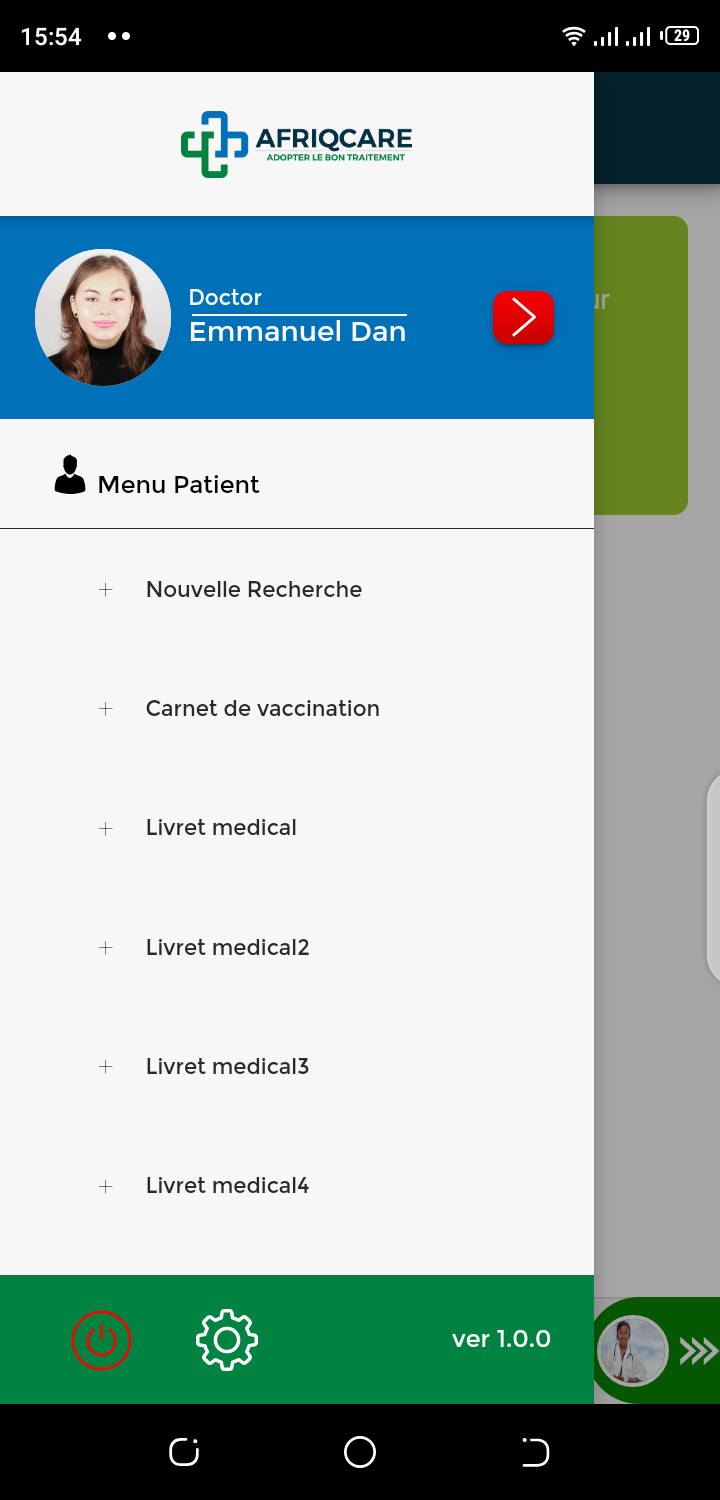 15:54
29
AFRIQCARE
ADOPTER LE BON TRAITEMENT
Doctor
Emmanuel Dan
ur
Menu Patient
Nouvelle Recherche
Carnet de vaccination
Livret medical
Livret medical2
Livret medical3
Livret medical4
ver 1.0.0